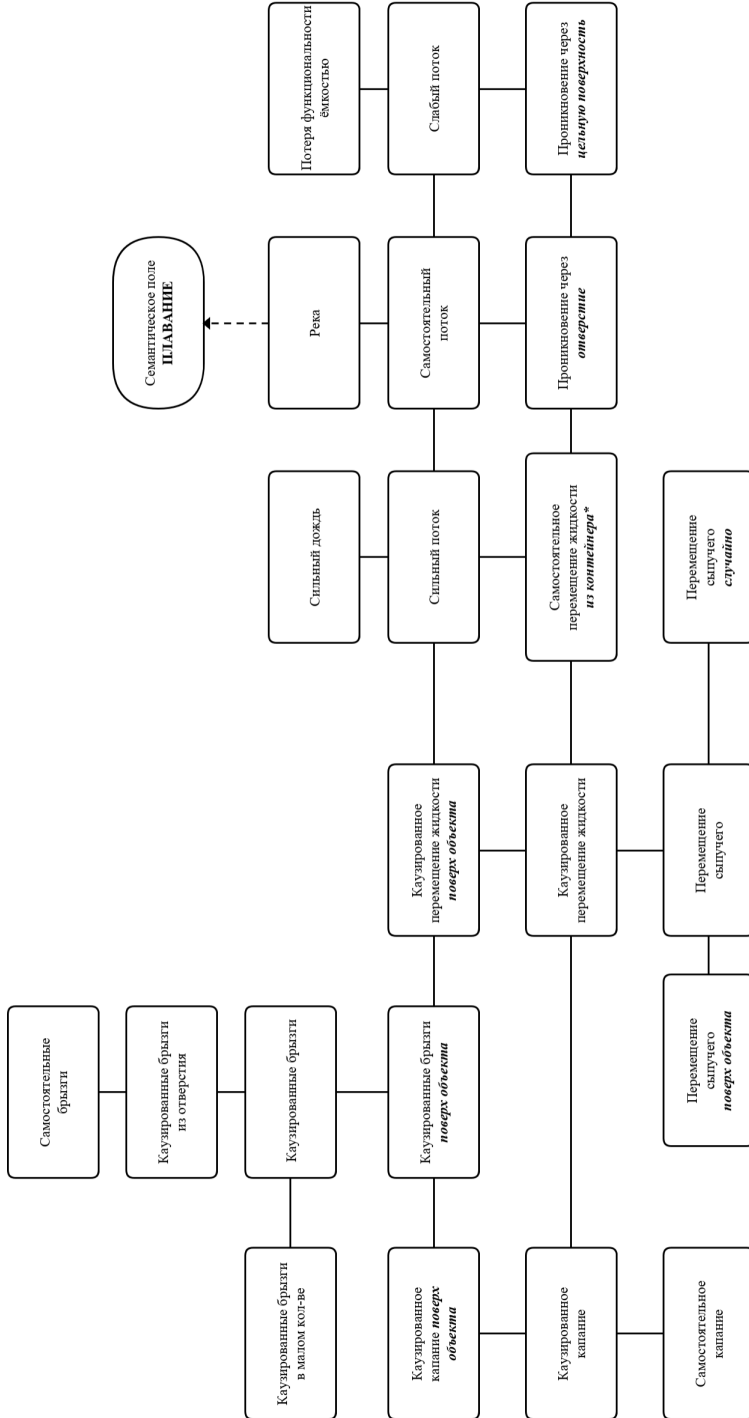 Самостоятельные
брызги
Каузированные брызги
из отверстия
Семантическое поле
ПЛАВАНИЕ
Каузированные брызги
в малом кол-ве
Каузированные брызги
Сильный дождь
Река
Потеря функциональности
ёмкостью
Каузированное
капание поверх
объекта
Каузированные брызги
поверх объекта
Каузированное
перемещение жидкости
поверх объекта
Сильный поток
Самостоятельный
поток
Слабый поток
Каузированное
капание
Каузированное
перемещение жидкости
Самостоятельное
перемещение жидкости
из контейнера*
Проникновение через
отверстие
Проникновение через
цельную поверхность
Самостоятельное
капание
Перемещение
сыпучего
поверх объекта
Перемещение
сыпучего
Перемещение
сыпучего
случайно